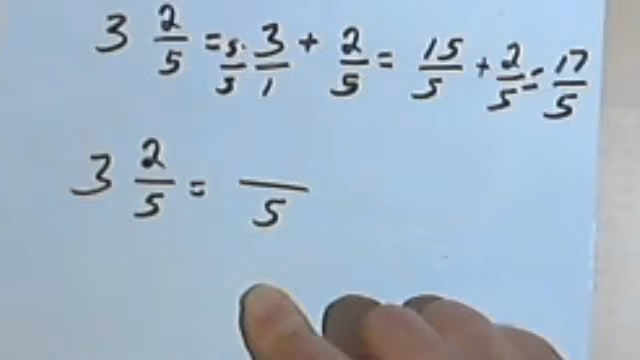 3 2/5 = 5/5 · 3/1 + 2/5 = 15/5 + 2/5 = 17/5
3 2/5 = /5